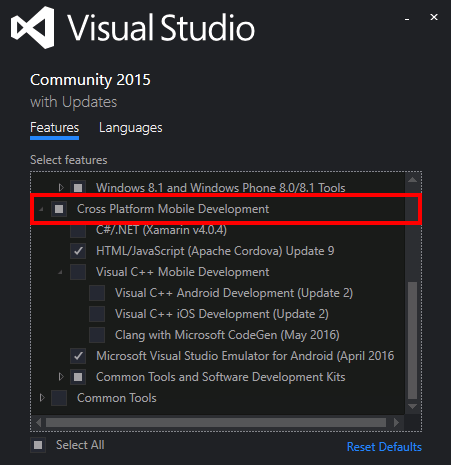 Visual Studio
Community 2015
with Updates
Features Languages
Select features
Windows 8.1 and Windows Phone 8.0/8.1 Tools
Cross Platform Mobile Development
C#/.NET (Xamarin v4.0.4)
HTML/JavaScript (Apache Cordova) Update 9
Visual C++ Mobile Development
Visual C++ Android Development (Update 2)
Visual C++ iOS Development (Update 2)
Clang with Microsoft CodeGen (May 2016)
Microsoft Visual Studio Emulator for Android (April 2016
Common Tools and Software Development Kits
Common Tools
Select All Reset Defaults